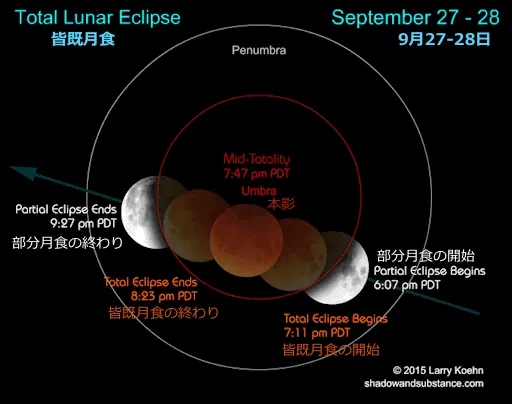 Total Lunar Eclipse
皆既月食
September 27 - 28
9月27-28日
Penumbra
Mid-Totality
7:47 pm PDT
Umbra
本影
Partial Eclipse Ends
9:27 pm PDT
部分月食の終わり
部分月食の開始
Partial Eclipse Begins
6:07 pm PDT
Total Eclipse Ends
8:23 pm PDT
皆既月食の終わり
Total Eclipse Begins
7:11 pm PDT
皆既月食の開始
© 2015 Larry Koehn
shadowandsubstance.com